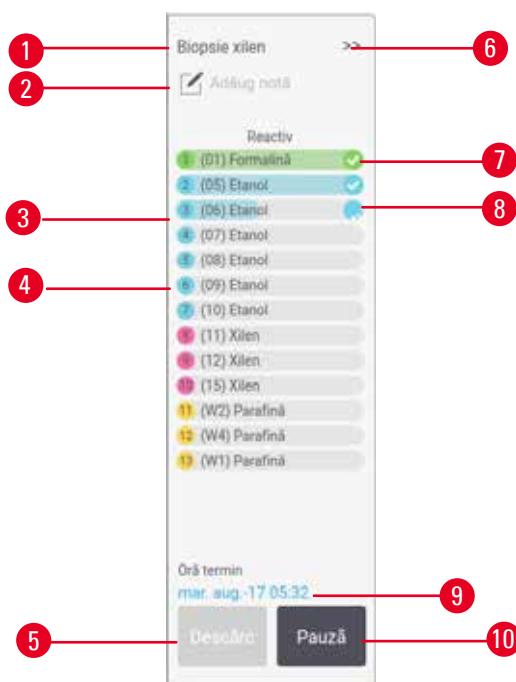 1 Biopsie xilen >> 6
2 Adăug notă
Reactiv
1 (01) Formalină 7
2 (05) Etanol
3 3 (06) Etanol 8
4 (07) Etanol
5 (08) Etanol
4 6 (09) Etanol
7 (10) Etanol
8 (11) Xilen
9 (12) Xilen
10 (15) Xilen
11 (W2) Parafină
12 (W4) Parafină
13 (W1) Parafină
Oră termin
mar. aug.-17 05:32 9
5 Descărc Pauză 10